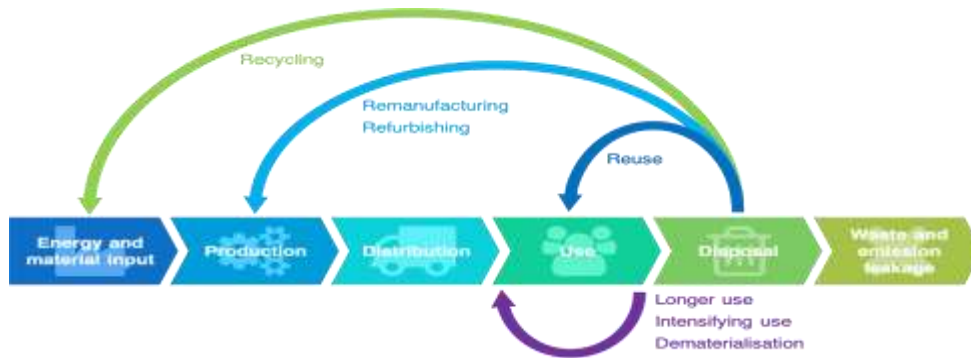 Recycling
Remanufacturing
Refurbishing
Reuse
Energy and
material input
Production
Distribution
Use
Disposal
Waste and
emission
leakage
Longer use
Intensifying use
Dematerialisation